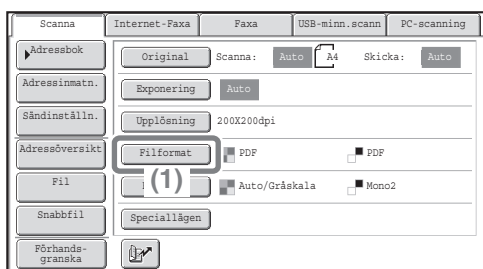 Scanna Internet-Faxa Faxa USB-minn.scann PC-scanning
Adressbok
Original Scanna: Auto A4 Skicka: Auto
Adressinmatn.
Exponering Auto
Sändinställn.
Upplösning 200X200dpi
Adressöversikt
Filformat PDF PDF
(1)
Fil
Auto/Gråskala Mono2
Snabbfil
Speciallägen
Förhands-
granska